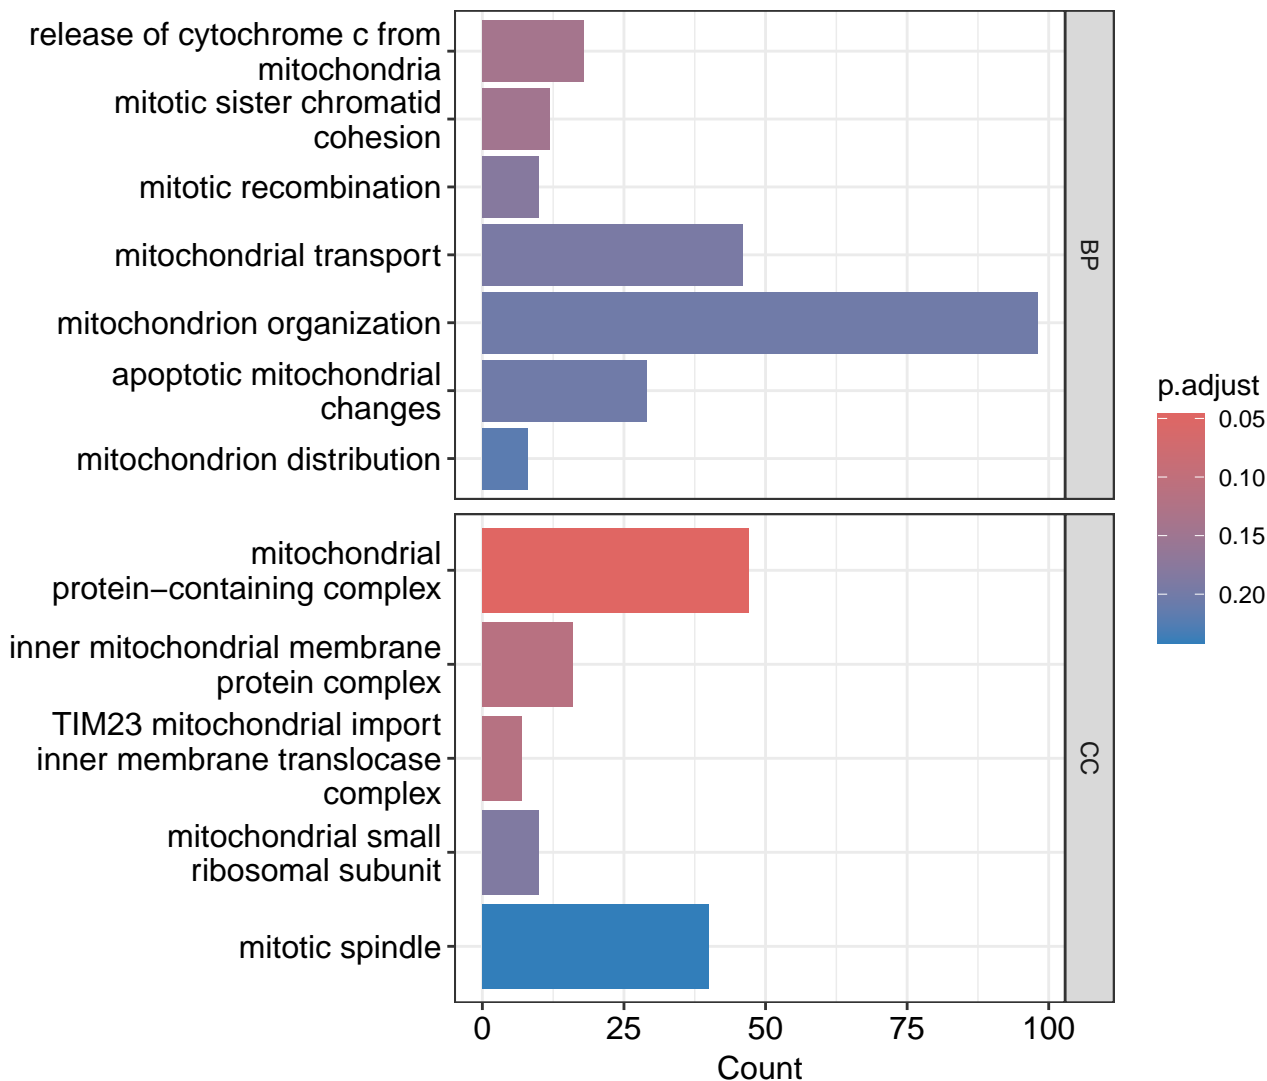 release of cytochrome c from
mitochondria
mitotic sister chromatid
cohesion
mitotic recombination
mitochondrial transport
mitochondrion organization
apoptotic mitochondrial
changes
mitochondrion distribution
BP
mitochondrial
protein−containing complex
inner mitochondrial membrane
protein complex
TIM23 mitochondrial import
inner membrane translocase
complex
mitochondrial small
ribosomal subunit
mitotic spindle
CC
0 25 50 75 100
Count
p.adjust
0.05
0.10
0.15
0.20